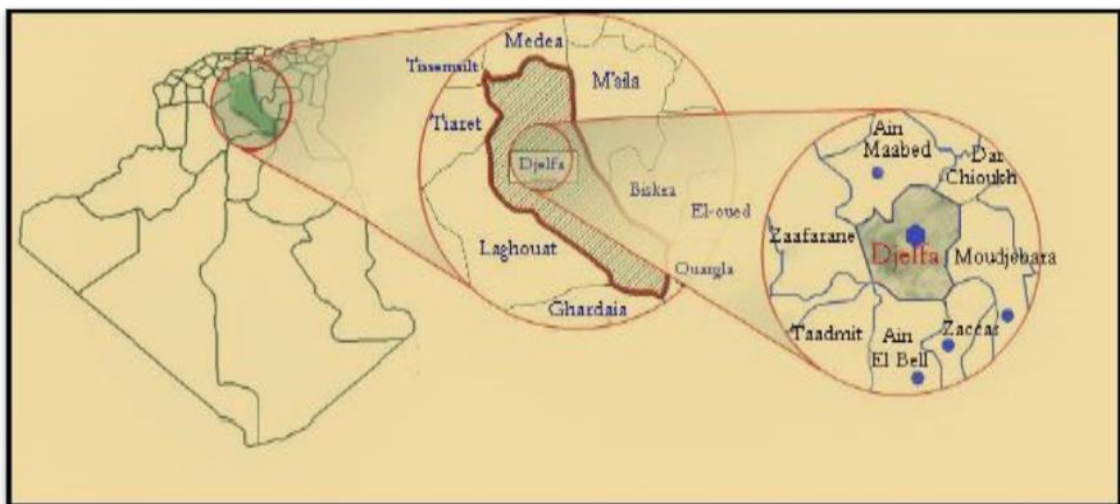 Medea
Tissemsilt
M'aila
Tiaret
Djelfa
Biskra
El-oued
Laghouat
Ouargla
Ghardaia
Ain
Maabed
Dar
Chioukh
Zaafarane
Djelfa
Moudjebara
Taadmit
Ain
El Bell
Zaccar